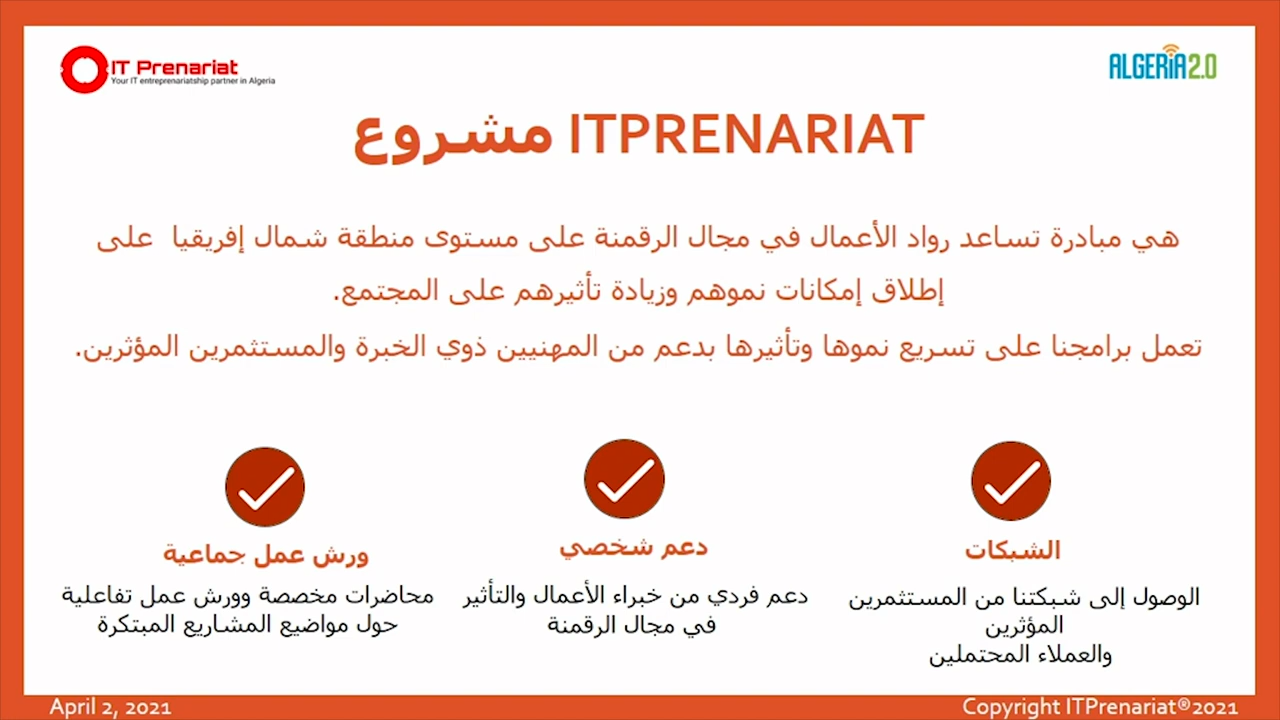 IT Prenariat
Your IT entreprenariatship partner in Algeria
ALGERIA2.0
مشروع ITPRENARIAT
هي مبادرة تساعد رواد الأعمال في مجال الرقمنة على مستوى منطقة شمال إفريقيا على
إطلاق إمكانات نموهم وزيادة تأثيرهم على المجتمع.
تعمل برامجنا على تسريع نموها وتأثيرها بدعم من المهنيين ذوي الخبرة والمستثمرين المؤثرين.
الشبكات
الوصول إلى شبكتنا من المستثمرين
المؤثرين
والعملاء المحتملين
دعم شخصي
دعم فردي من خبراء الأعمال والتأثير
في مجال الرقمنة
ورش عمل جماعية
محاضرات مخصصة وورش عمل تفاعلية
حول مواضيع المشاريع المبتكرة
April 2, 2021
Copyright ITPrenariat®2021